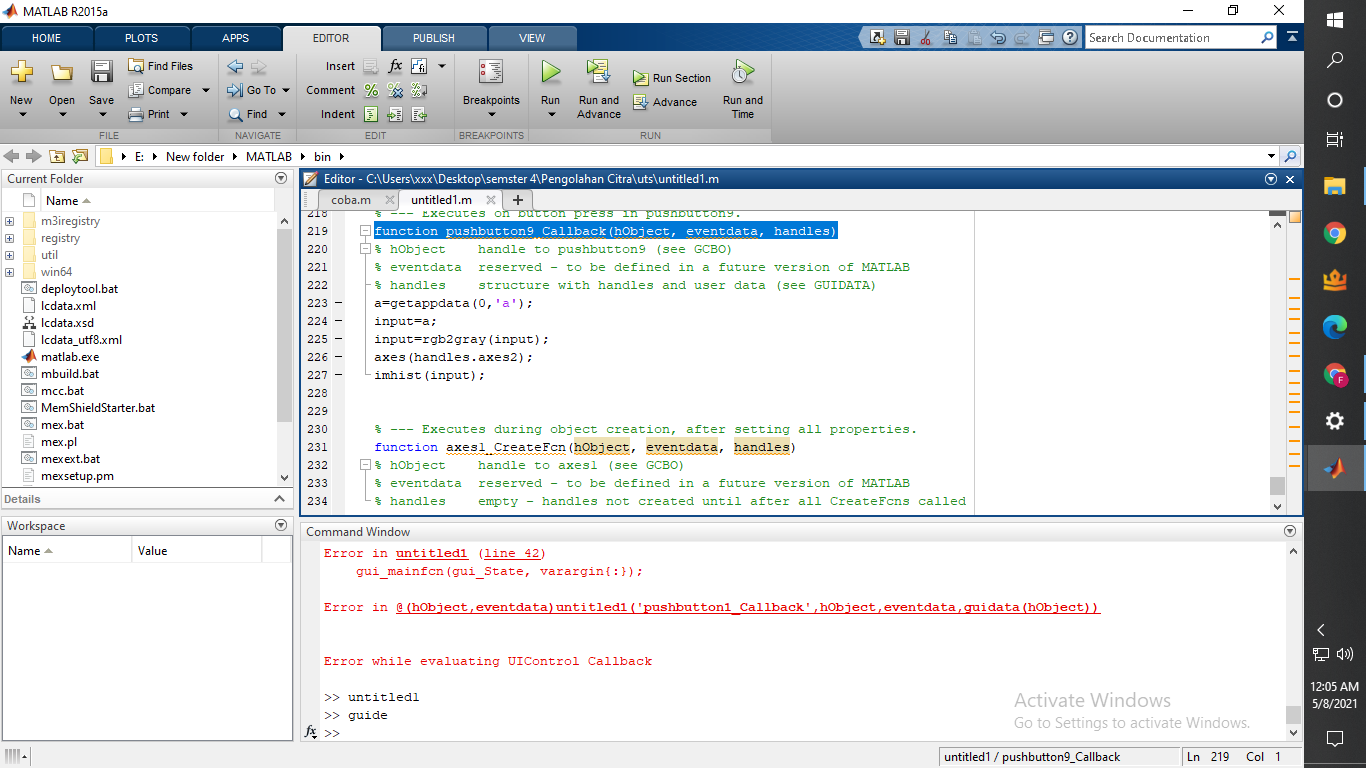 MATLAB R2015a
HOME PLOTS APPS EDITOR PUBLISH VIEW
Search Documentation
New Open Save Find Files Compare Print
Go To Find
Insert fx
Comment
Indent
Breakpoints
Run Run and Advance Run Section Advance Run and Time
FILE NAVIGATE EDIT BREAKPOINTS RUN
E: New folder MATLAB bin
Current Folder
Name
m3iregistry
registry
util
win64
deploytool.bat
lcdata.xml
lcdata.xsd
lcdata_utf8.xml
matlab.exe
mbuild.bat
mcc.bat
MemShieldStarter.bat
mex.bat
mex.pl
mexext.bat
mexsetup.pm
Details
Workspace
Name Value
Editor - C:\Users\xxx\Desktop\semster 4\Pengolahan Citra\uts\untitled1.m
coba.m untitled1.m
218 % --- Executes on button press in pushbutton9.
219 function pushbutton9_Callback(hObject, eventdata, handles)
220 % hObject    handle to pushbutton9 (see GCBO)
221 % eventdata  reserved - to be defined in a future version of MATLAB
222 % handles    structure with handles and user data (see GUIDATA)
223 - a=getappdata(0,'a');
224 - input=a;
225 - input=rgb2gray(input);
226 - axes(handles.axes2);
227 - imhist(input);
228
229
230 % --- Executes during object creation, after setting all properties.
231 function axes1_CreateFcn(hObject, eventdata, handles)
232 % hObject    handle to axes1 (see GCBO)
233 % eventdata  reserved - to be defined in a future version of MATLAB
234 % handles    empty - handles not created until after all CreateFcns called
Command Window
Error in untitled1 (line 42)
gui_mainfcn(gui_State, varargin{:});
Error in @(hObject,eventdata)untitled1('pushbutton1_Callback',hObject,eventdata,guidata(hObject))
Error while evaluating UIControl Callback
>> untitled1
>> guide
fx >>
Activate Windows
Go to Settings to activate Windows.
untitled1 / pushbutton9_Callback Ln 219 Col 1
F
12:05 AM
5/8/2021